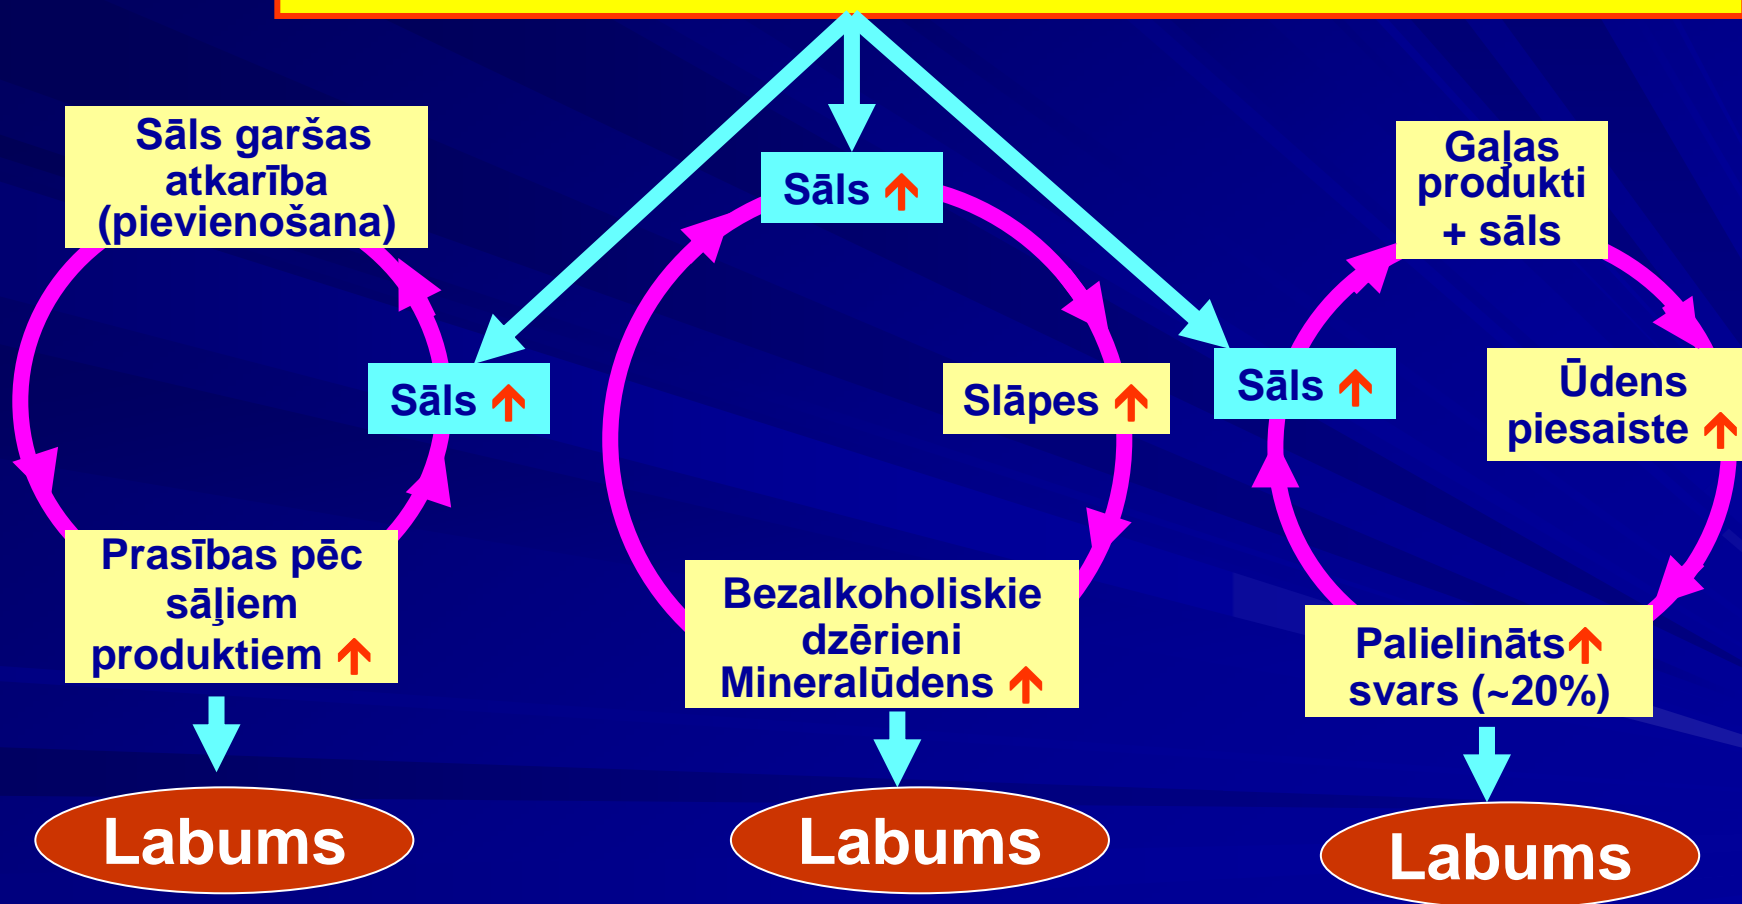 Sāls garšas
atkarība
(pievienošana)
Sāls ↑
Prasības pēc
sāļiem
produktiem ↑
Labums
Sāls ↑
Slāpes ↑
Bezalkoholiskie
dzērieni
Mineralūdens ↑
Labums
Gaļas
produkti
+ sāls
Sāls ↑
Ūdens
piesaiste ↑
Palielināts↑
svars (~20%)
Labums